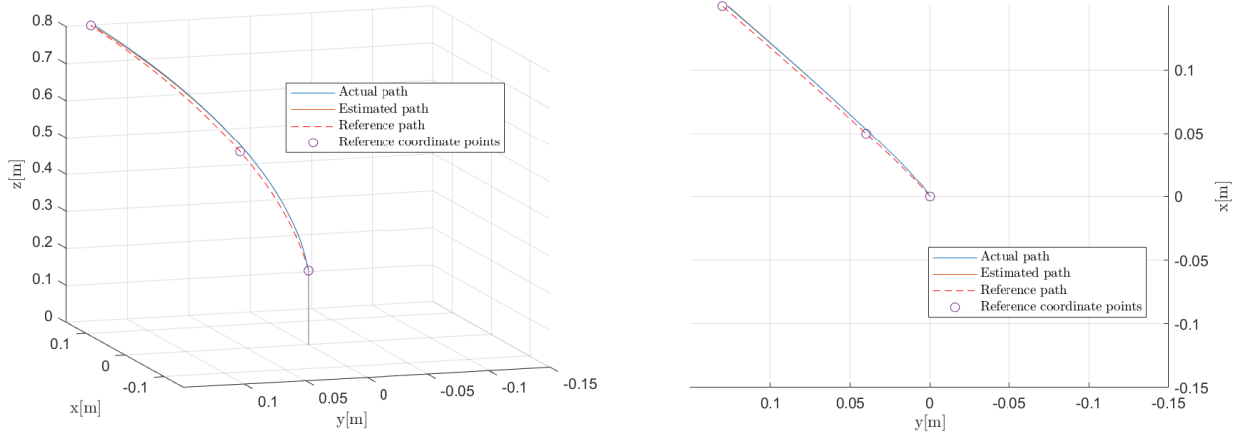 0.8
0.7
0.6
0.5
0.4
0.3
0.2
0.1
0
z[m]
0.1
0
-0.1
x[m]
0.1
0.05
0
-0.05
-0.1
-0.15
y[m]
Actual path
Estimated path
Reference path
Reference coordinate points
0.1
0.05
0
-0.05
-0.1
-0.15
x[m]
Actual path
Estimated path
Reference path
Reference coordinate points
0.1
0.05
0
-0.05
-0.1
-0.15
y[m]